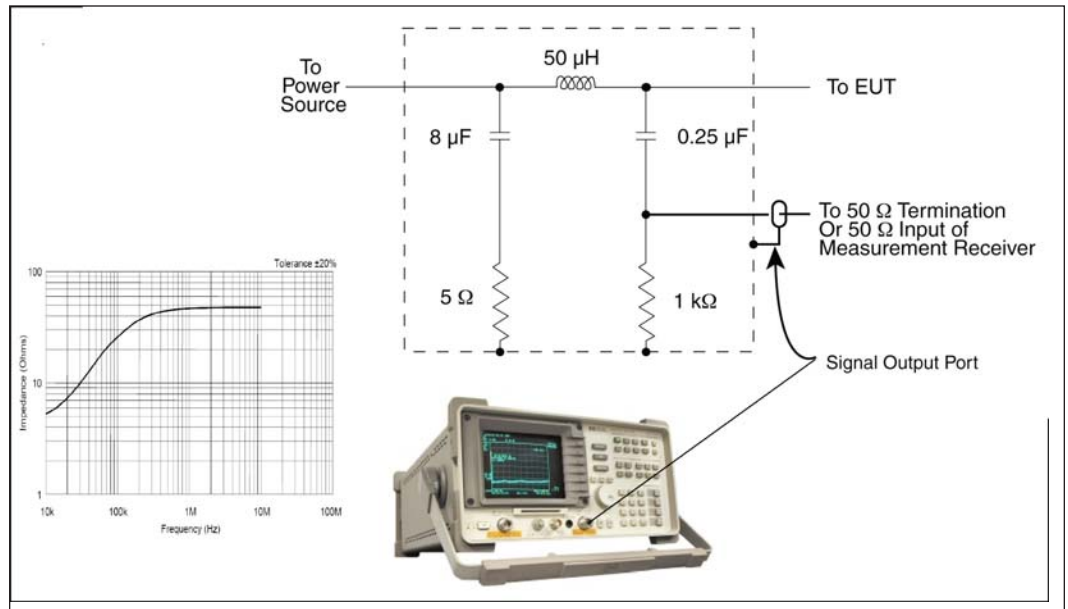 50 µH
To
Power
Source
To EUT
8 µF
0.25 µF
To 50 Ω Termination
Or 50 Ω Input of
Measurement Receiver
5 Ω
1 kΩ
Signal Output Port
Tolerance ±20%
100
10
1
Impedance (Ohms)
10k
100k
1M
10M
100M
Frequency (Hz)